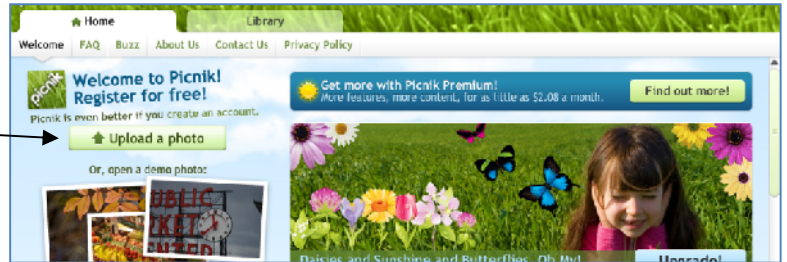 Home
Library
Welcome FAQ Buzz About Us Contact Us Privacy Policy
picnik
Welcome to Picnik!
Register for free!
Picnik is even better if you create an account.
Upload a photo
Or, open a demo photo:
PUBLIC
KET
Get more with Picnik Premium!
More features, more content, for as little as $2.08 a month.
Find out more!
Daisies and Sunshine and Butterflies, Oh My!
Upgrade!